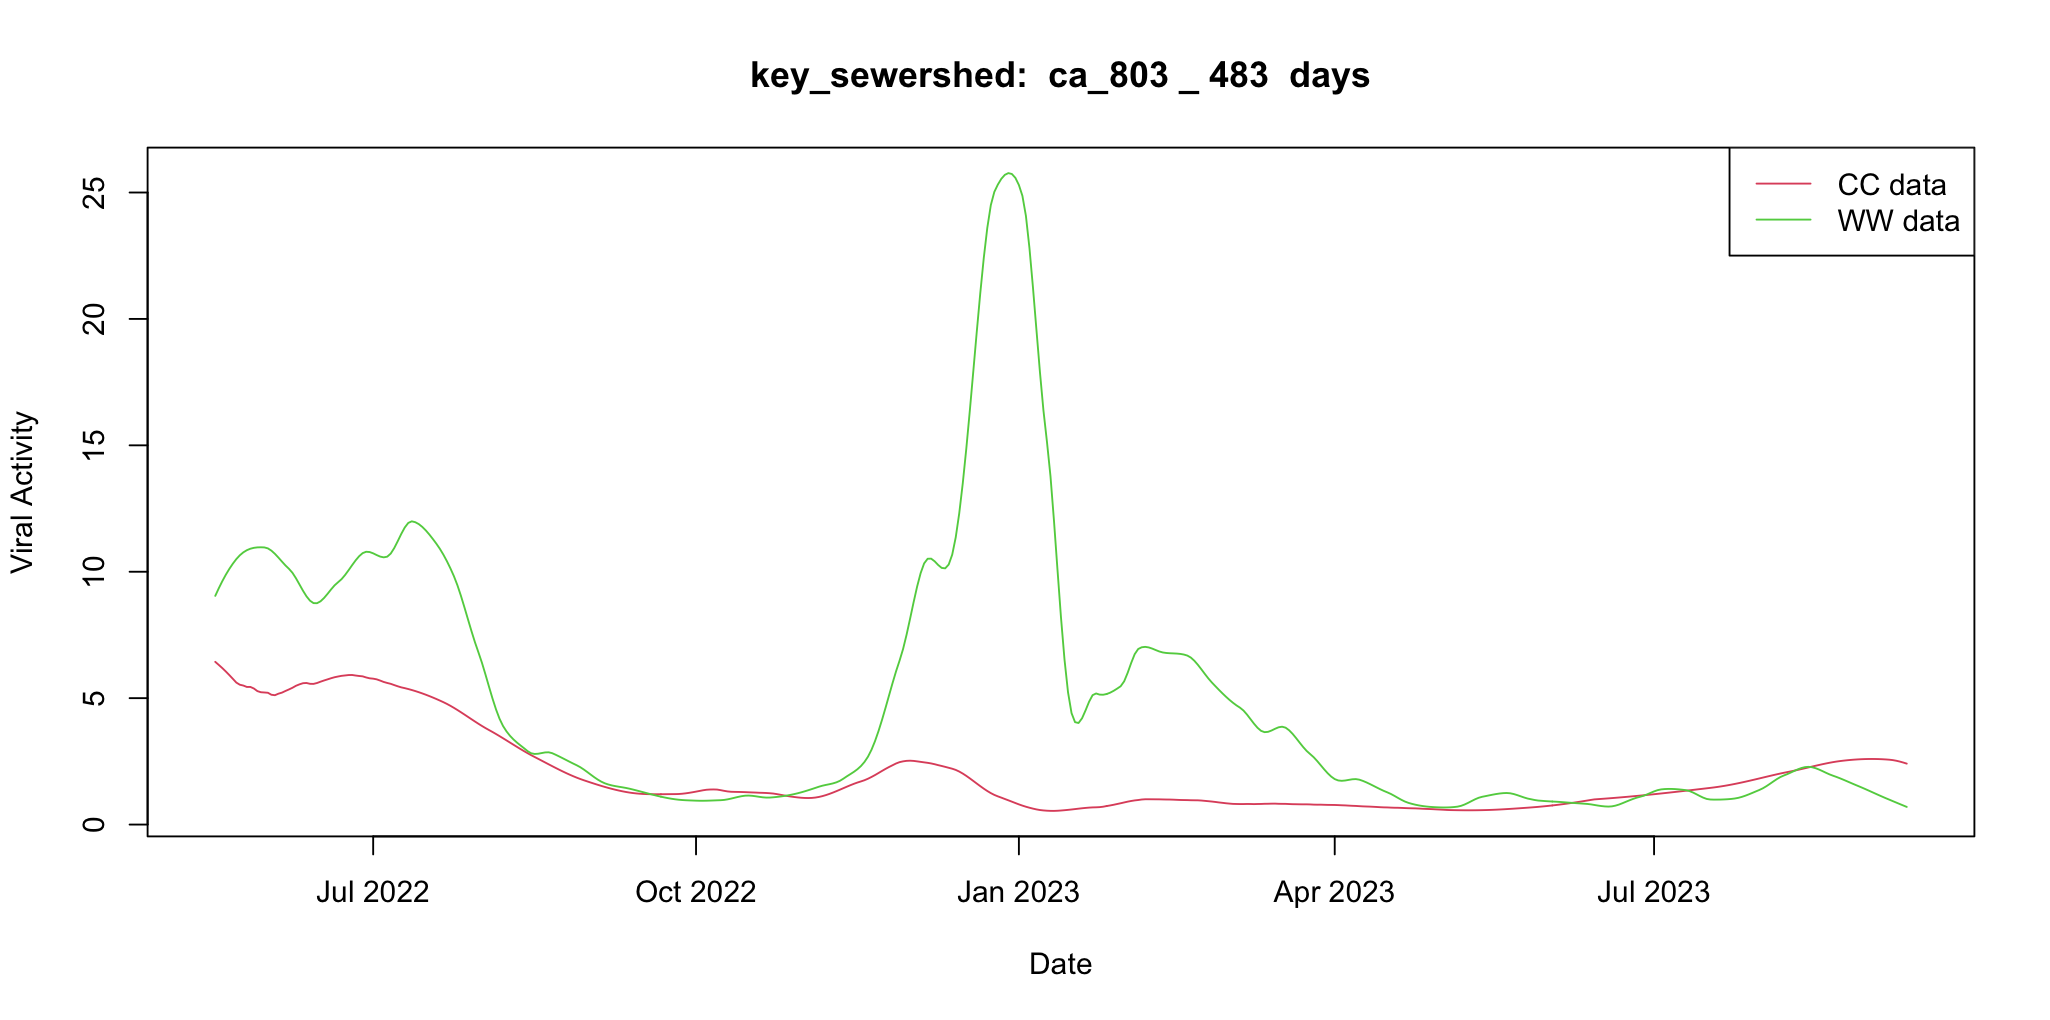 key_sewershed:  ca_803 _ 483  days
CC data
WW data
Viral Activity
25
20
15
10
5
0
Jul 2022
Oct 2022
Jan 2023
Apr 2023
Jul 2023
Date